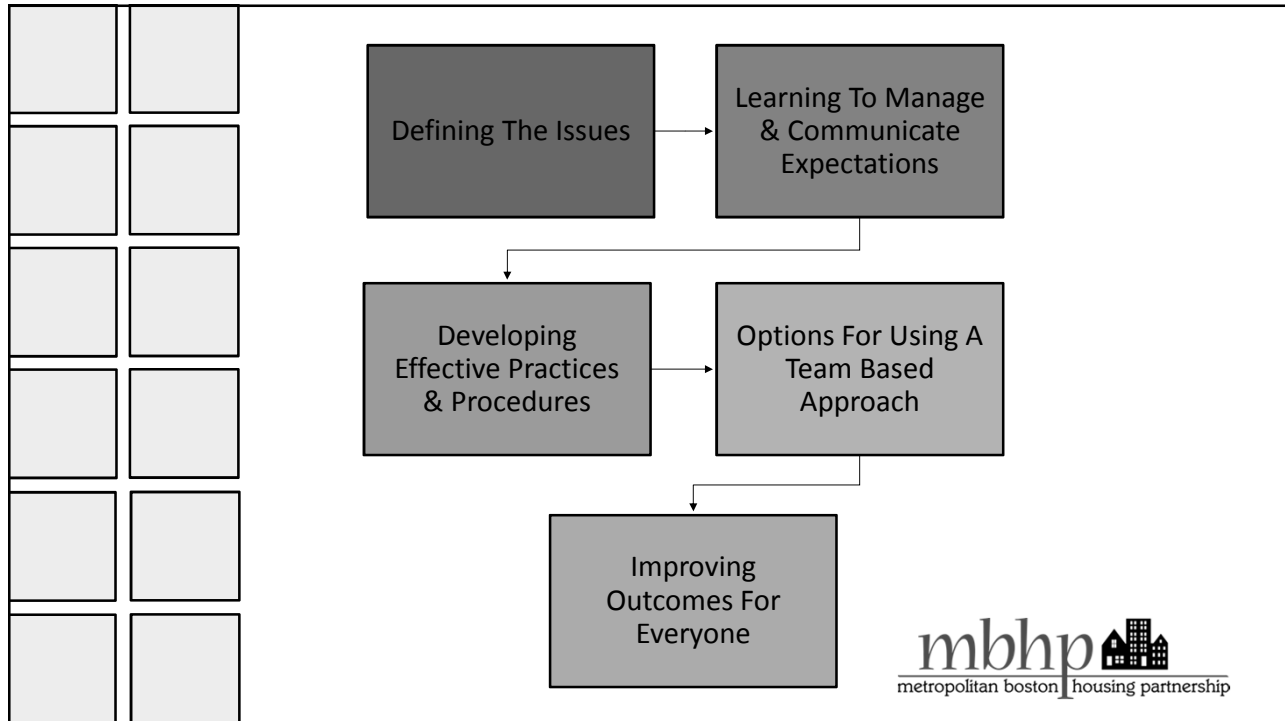 Defining The Issues
Learning To Manage
& Communicate
Expectations
Developing
Effective Practices
& Procedures
Options For Using A
Team Based
Approach
Improving
Outcomes For
Everyone
mbhp
metropolitan boston housing partnership